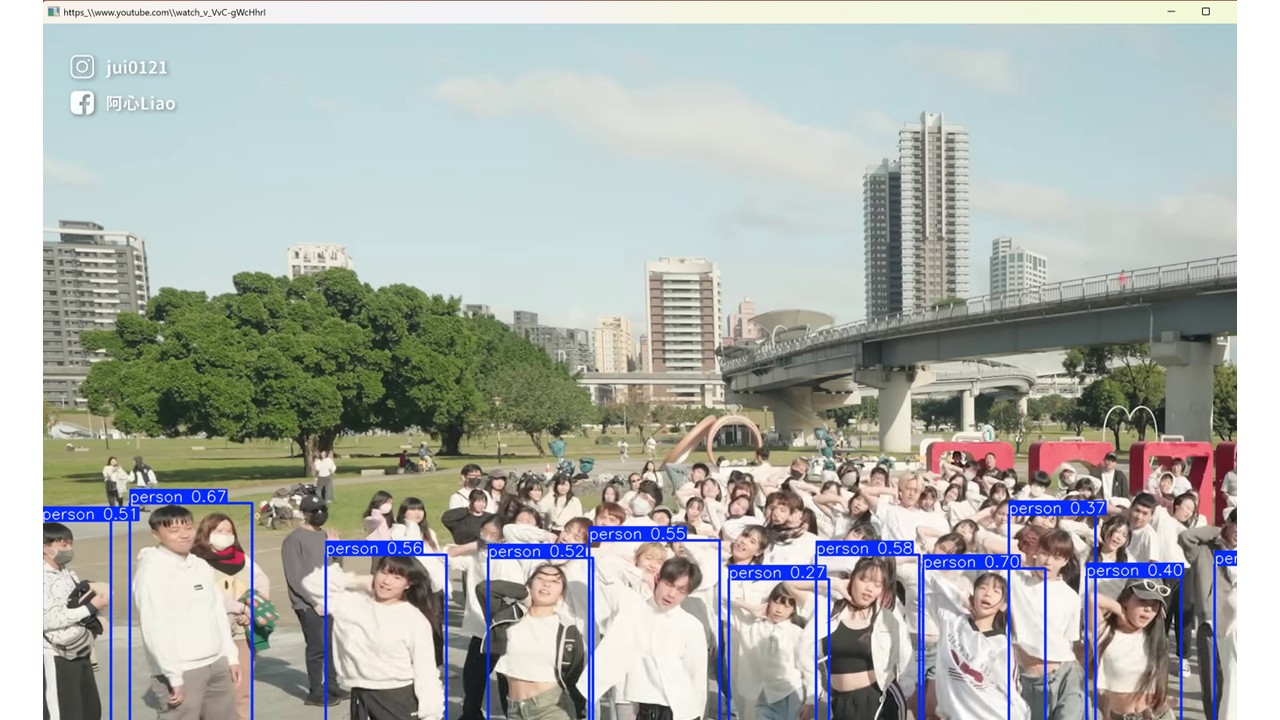 https_\\www.youtube.com\\watch_v_VvC-gWcHhrI
jui0121
阿心Liao
person 0.67
person 0.51
person 0.37
person 0.55
person 0.56
person 0.52
person 0.58
person 0.70
person 0.27
person 0.40
per